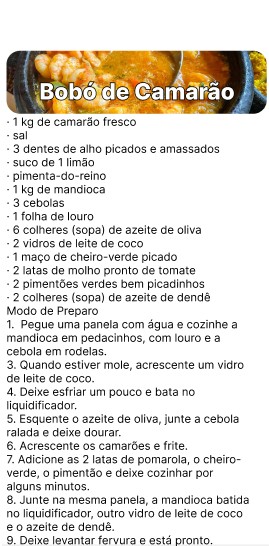 Bobó de Camarão
· 1 kg de camarão fresco
· sal
· 3 dentes de alho picados e amassados
· suco de 1 limão
· pimenta-do-reino
· 1 kg de mandioca
· 3 cebolas
· 1 folha de louro
· 6 colheres (sopa) de azeite de oliva
· 2 vidros de leite de coco
· 1 maço de cheiro-verde picado
· 2 latas de molho pronto de tomate
· 2 pimentões verdes bem picadinhos
· 2 colheres (sopa) de azeite de dendê
Modo de Preparo
1.  Pegue uma panela com água e cozinhe a
mandioca em pedacinhos, com louro e a
cebola em rodelas.
3. Quando estiver mole, acrescente um vidro
de leite de coco.
4. Deixe esfriar um pouco e bata no
liquidificador.
5. Esquente o azeite de oliva, junte a cebola
ralada e deixe dourar.
6. Acrescente os camarões e frite.
7. Adicione as 2 latas de pomarola, o cheiro-
verde, o pimentão e deixe cozinhar por
alguns minutos.
8. Junte na mesma panela, a mandioca batida
no liquidificador, outro vidro de leite de coco
e o azeite de dendê.
9. Deixe levantar fervura e está pronto.